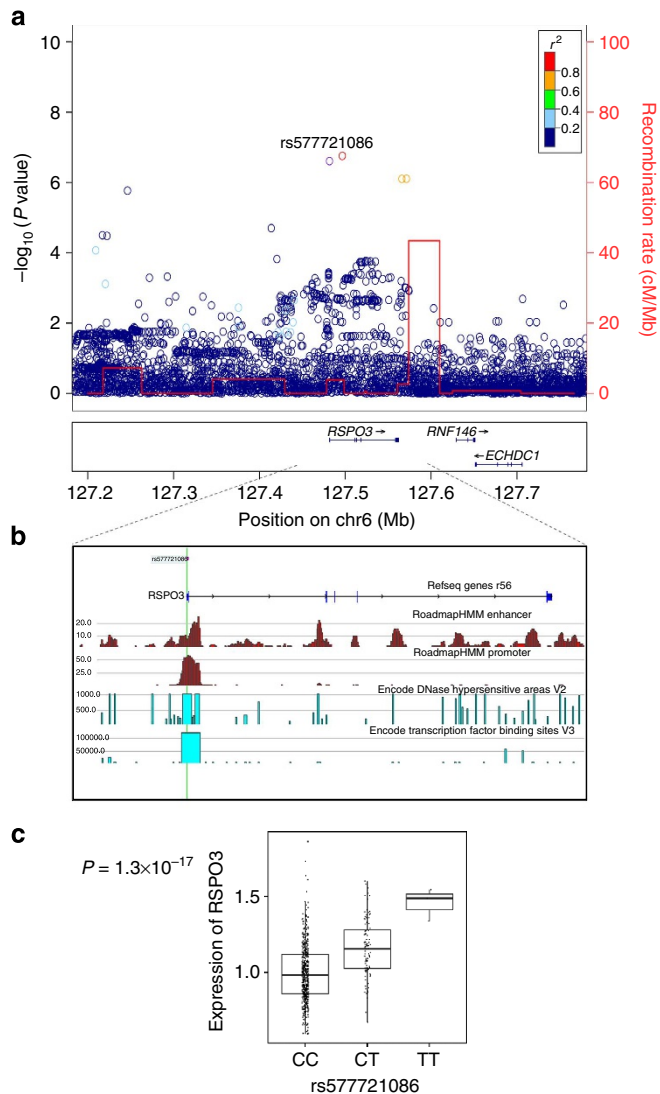 a
10
8
6
4
2
0
–log10 (P value)
rs577721086
r2
0.8
0.6
0.4
0.2
100
80
60
40
20
0
Recombination rate (cM/Mb)
RSPO3 →
RNF146 →
←ECHDC1
127.2 127.3 127.4 127.5 127.6 127.7
Position on chr6 (Mb)
b
rs577721086
RSPO3
Refseq genes r56
RoadmapHMM enhancer
20.0
10.0
RoadmapHMM promoter
50.0
25.0
Encode DNase hypersensitive areas V2
1000.0
500.0
Encode transcription factor binding sites V3
100000.0
50000.0
c
P = 1.3×10–17
Expression of RSPO3
1.5
1.0
CC CT TT
rs577721086